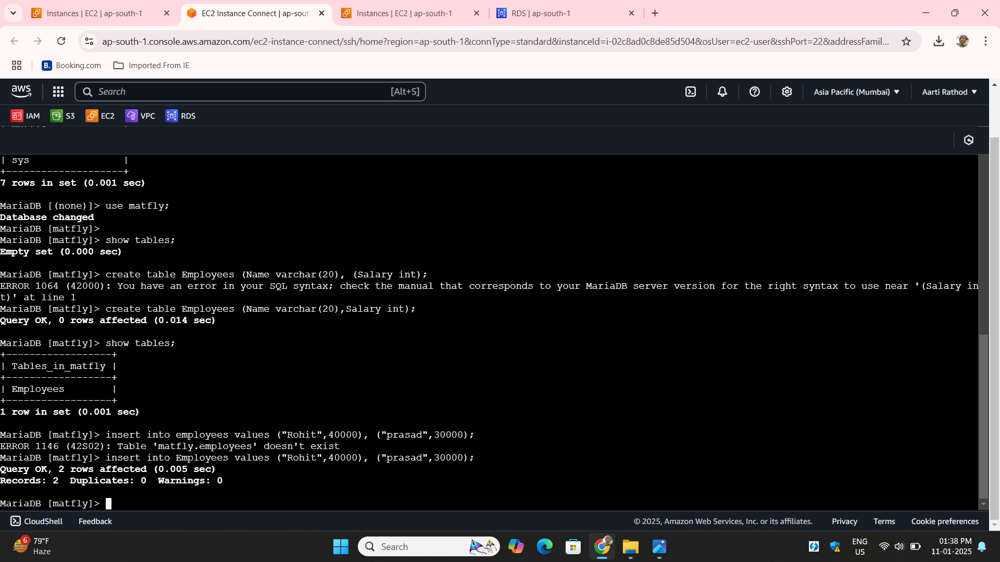 Instances | EC2 | ap-south-1
EC2 Instance Connect | ap-sout
Instances | EC2 | ap-south-1
RDS | ap-south-1
ap-south-1.console.aws.amazon.com/ec2-instance-connect/ssh/home?region=ap-south-1&connType=standard&instanceId=i-02c8ad0c8de85d504&osUser=ec2-user&sshPort=22&addressFamil...
B. Booking.com
Imported From IE
aws
Search [Alt+S]
Asia Pacific (Mumbai)
Aarti Rathod
IAM S3 EC2 VPC RDS
| sys                |
+--------------------+
7 rows in set (0.001 sec)
MariaDB [(none)]> use matfly;
Database changed
MariaDB [matfly]>
MariaDB [matfly]> show tables;
Empty set (0.000 sec)
MariaDB [matfly]> create table Employees (Name varchar(20), (Salary int);
ERROR 1064 (42000): You have an error in your SQL syntax; check the manual that corresponds to your MariaDB server version for the right syntax to use near '(Salary in
t)' at line 1
MariaDB [matfly]> create table Employees (Name varchar(20),Salary int);
Query OK, 0 rows affected (0.014 sec)
MariaDB [matfly]> show tables;
+------------------+
| Tables_in_matfly |
+------------------+
| Employees        |
+------------------+
1 row in set (0.001 sec)
MariaDB [matfly]> insert into employees values ("Rohit",40000), ("prasad",30000);
ERROR 1146 (42S02): Table 'matfly.employees' doesn't exist
MariaDB [matfly]> insert into Employees values ("Rohit",40000), ("prasad",30000);
Query OK, 2 rows affected (0.005 sec)
Records: 2  Duplicates: 0  Warnings: 0
MariaDB [matfly]>
CloudShell Feedback © 2025, Amazon Web Services, Inc. or its affiliates. Privacy Terms Cookie preferences
6
79°F
Haze
Search
ENG
US
01:38 PM
11-01-2025